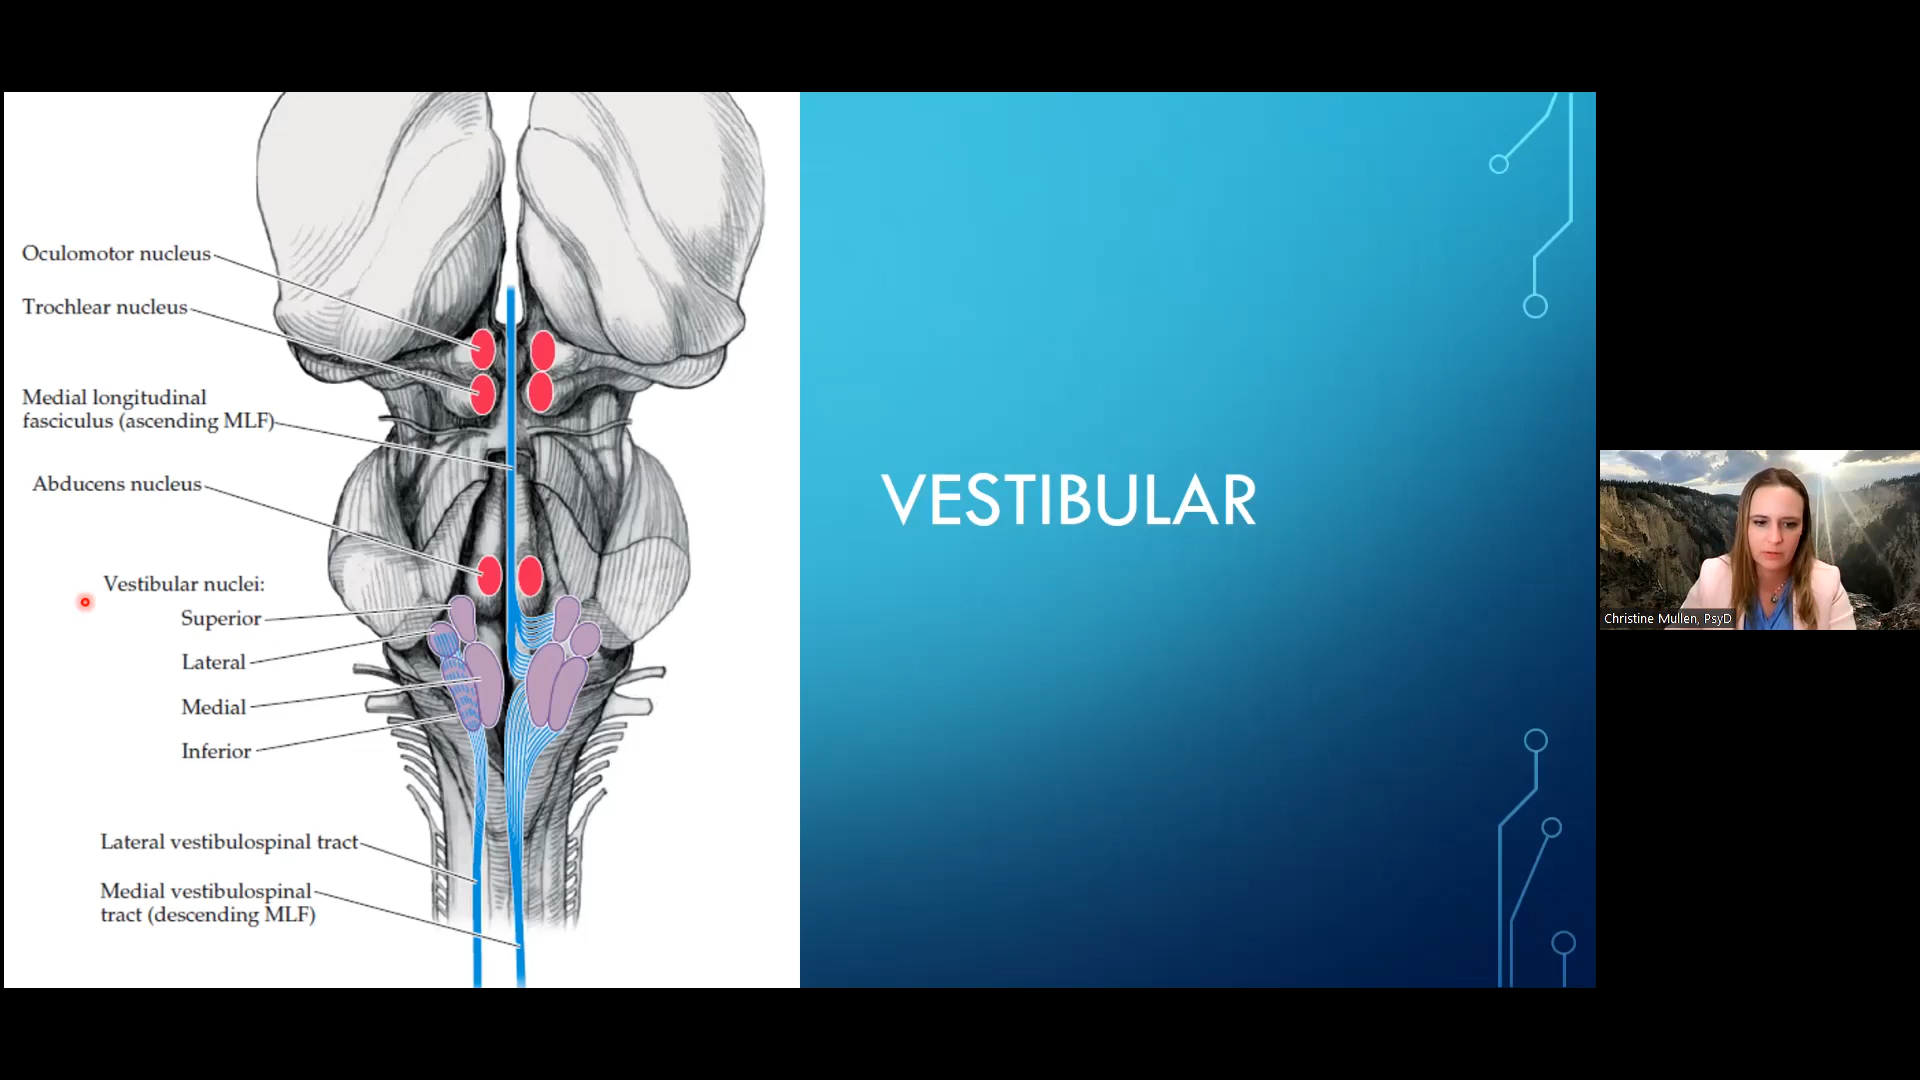 Oculomotor nucleus
Trochlear nucleus
Medial longitudinal
fasciculus (ascending MLF)
Abducens nucleus
Vestibular nuclei:
Superior
Lateral
Medial
Inferior
Lateral vestibulospinal tract
Medial vestibulospinal
tract (descending MLF)
VESTIBULAR
Christine Mullen, PsyD